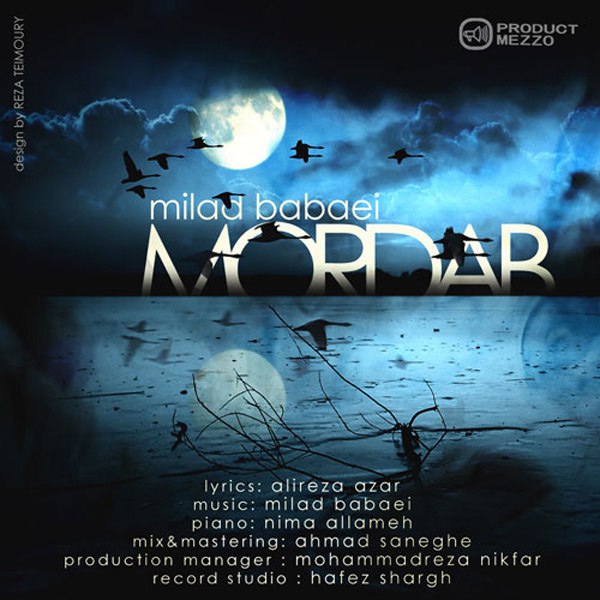 PRODUCT
MEZZO
design by REZA TEIMOURY
milad babaei
MORDAB
lyrics: alireza azar
music: milad babaei
piano: nima allameh
mix&mastering: ahmad saneghe
production manager : mohammadreza nikfar
record studio : hafez shargh